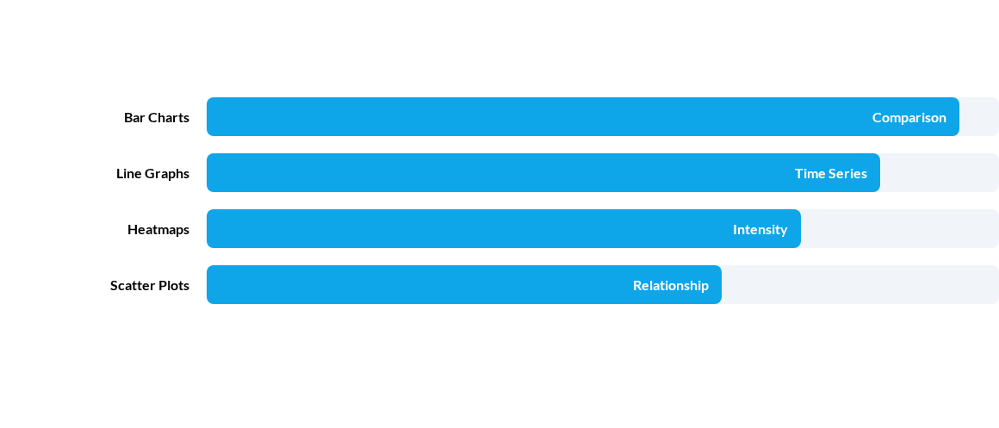 Bar Charts Comparison
Line Graphs Time Series
Heatmaps Intensity
Scatter Plots Relationship